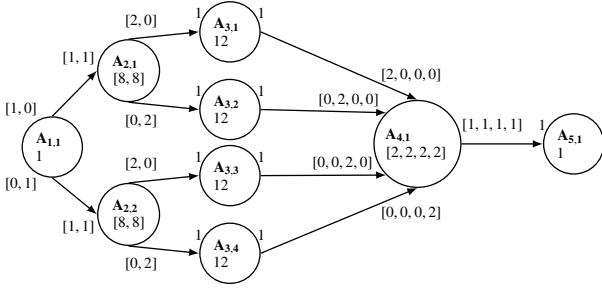 [2, 0]
1
A3,1
12
1
[1, 1]
A2,1
[8, 8]
[2, 0, 0, 0]
[1, 0]
[0, 2]
1
A3,2
12
1
[0, 2, 0, 0]
A1,1
1
A4,1
[2, 2, 2, 2]
[1, 1, 1, 1]
1
A5,1
1
[0, 1]
[2, 0]
1
A3,3
12
1
[0, 0, 2, 0]
[1, 1]
A2,2
[8, 8]
[0, 0, 0, 2]
[0, 2]
1
A3,4
12
1